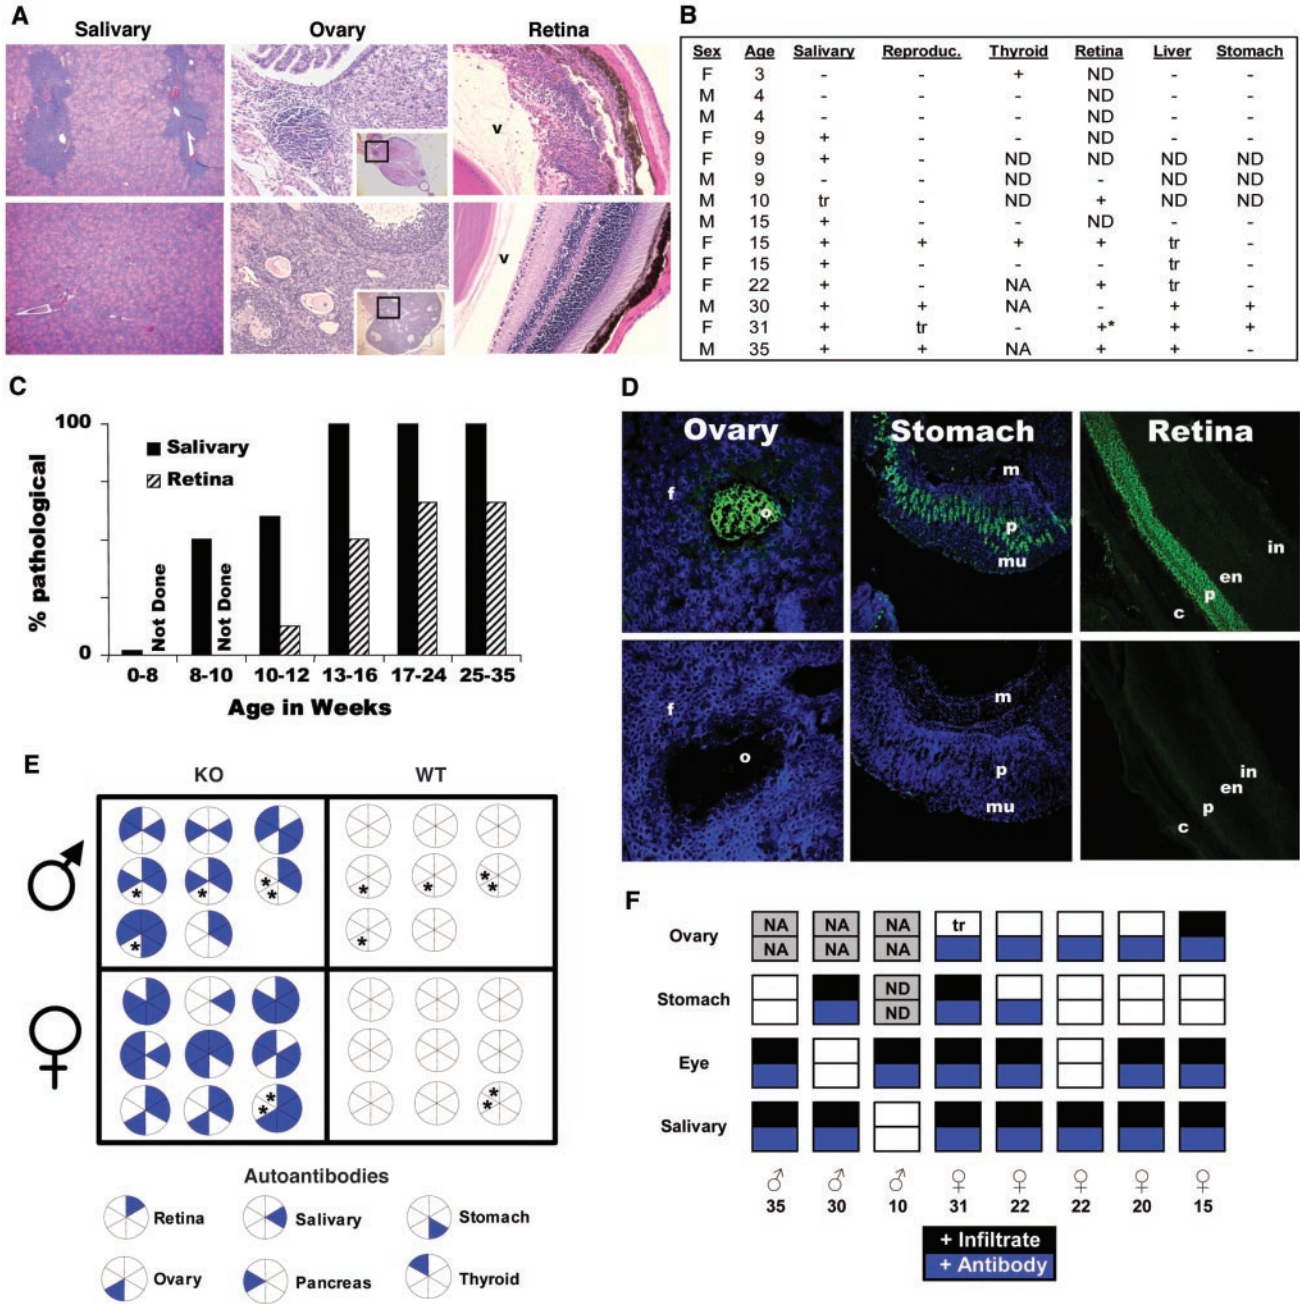 A
Salivary
Ovary
Retina
v
v
B
Sex Age Salivary Reproduc. Thyroid Retina Liver Stomach
F 3 - - + ND - -
M 4 - - - ND - -
M 4 - - - ND - -
F 9 + - - ND - -
F 9 + - ND ND ND ND
M 9 - - ND - ND ND
M 10 tr - ND + ND ND
M 15 + - - ND - -
F 15 + + + + tr -
F 15 + - - - tr -
F 22 + - NA + tr -
M 30 + + NA - + +
F 31 + tr - +* + +
M 35 + + NA + + -
C
100
Salivary
Retina
% pathological
Not Done
Not Done
0
0-8 8-10 10-12 13-16 17-24 25-35
Age in Weeks
D
Ovary
f
o
Stomach
m
p
mu
Retina
in
en
p
c
f
o
m
p
mu
in
en
p
c
E
KO WT
* * * *
*
* * * *
*
* *
* *
Autoantibodies
Retina
Salivary
Stomach
Ovary
Pancreas
Thyroid
F
Ovary
NA NA NA tr
NA NA NA
Stomach
ND
ND
Eye
Salivary
♂ ♂ ♂ ♀ ♀ ♀ ♀ ♀
35 30 10 31 22 22 20 15
+ Infiltrate
+ Antibody